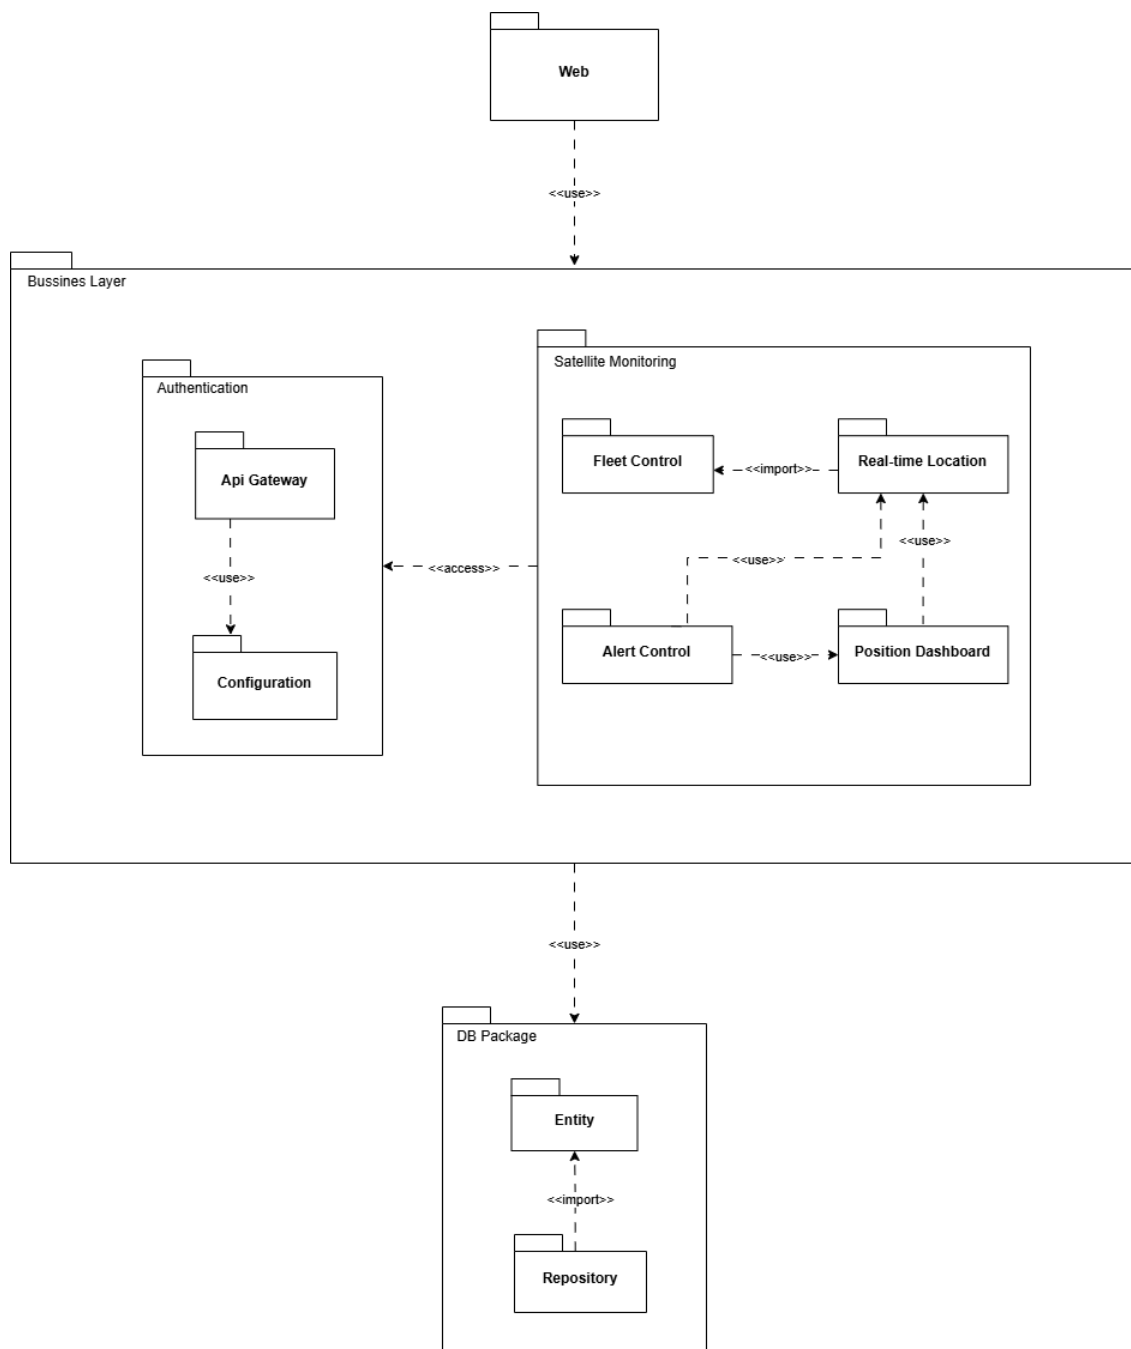 Web
<<use>>
Bussines Layer
Satellite Monitoring
Authentication
Fleet Control
<<import>>
Real-time Location
Api Gateway
<<use>>
<<use>>
<<access>>
<<use>>
Alert Control
<<use>>
Position Dashboard
Configuration
<<use>>
DB Package
Entity
<<import>>
Repository